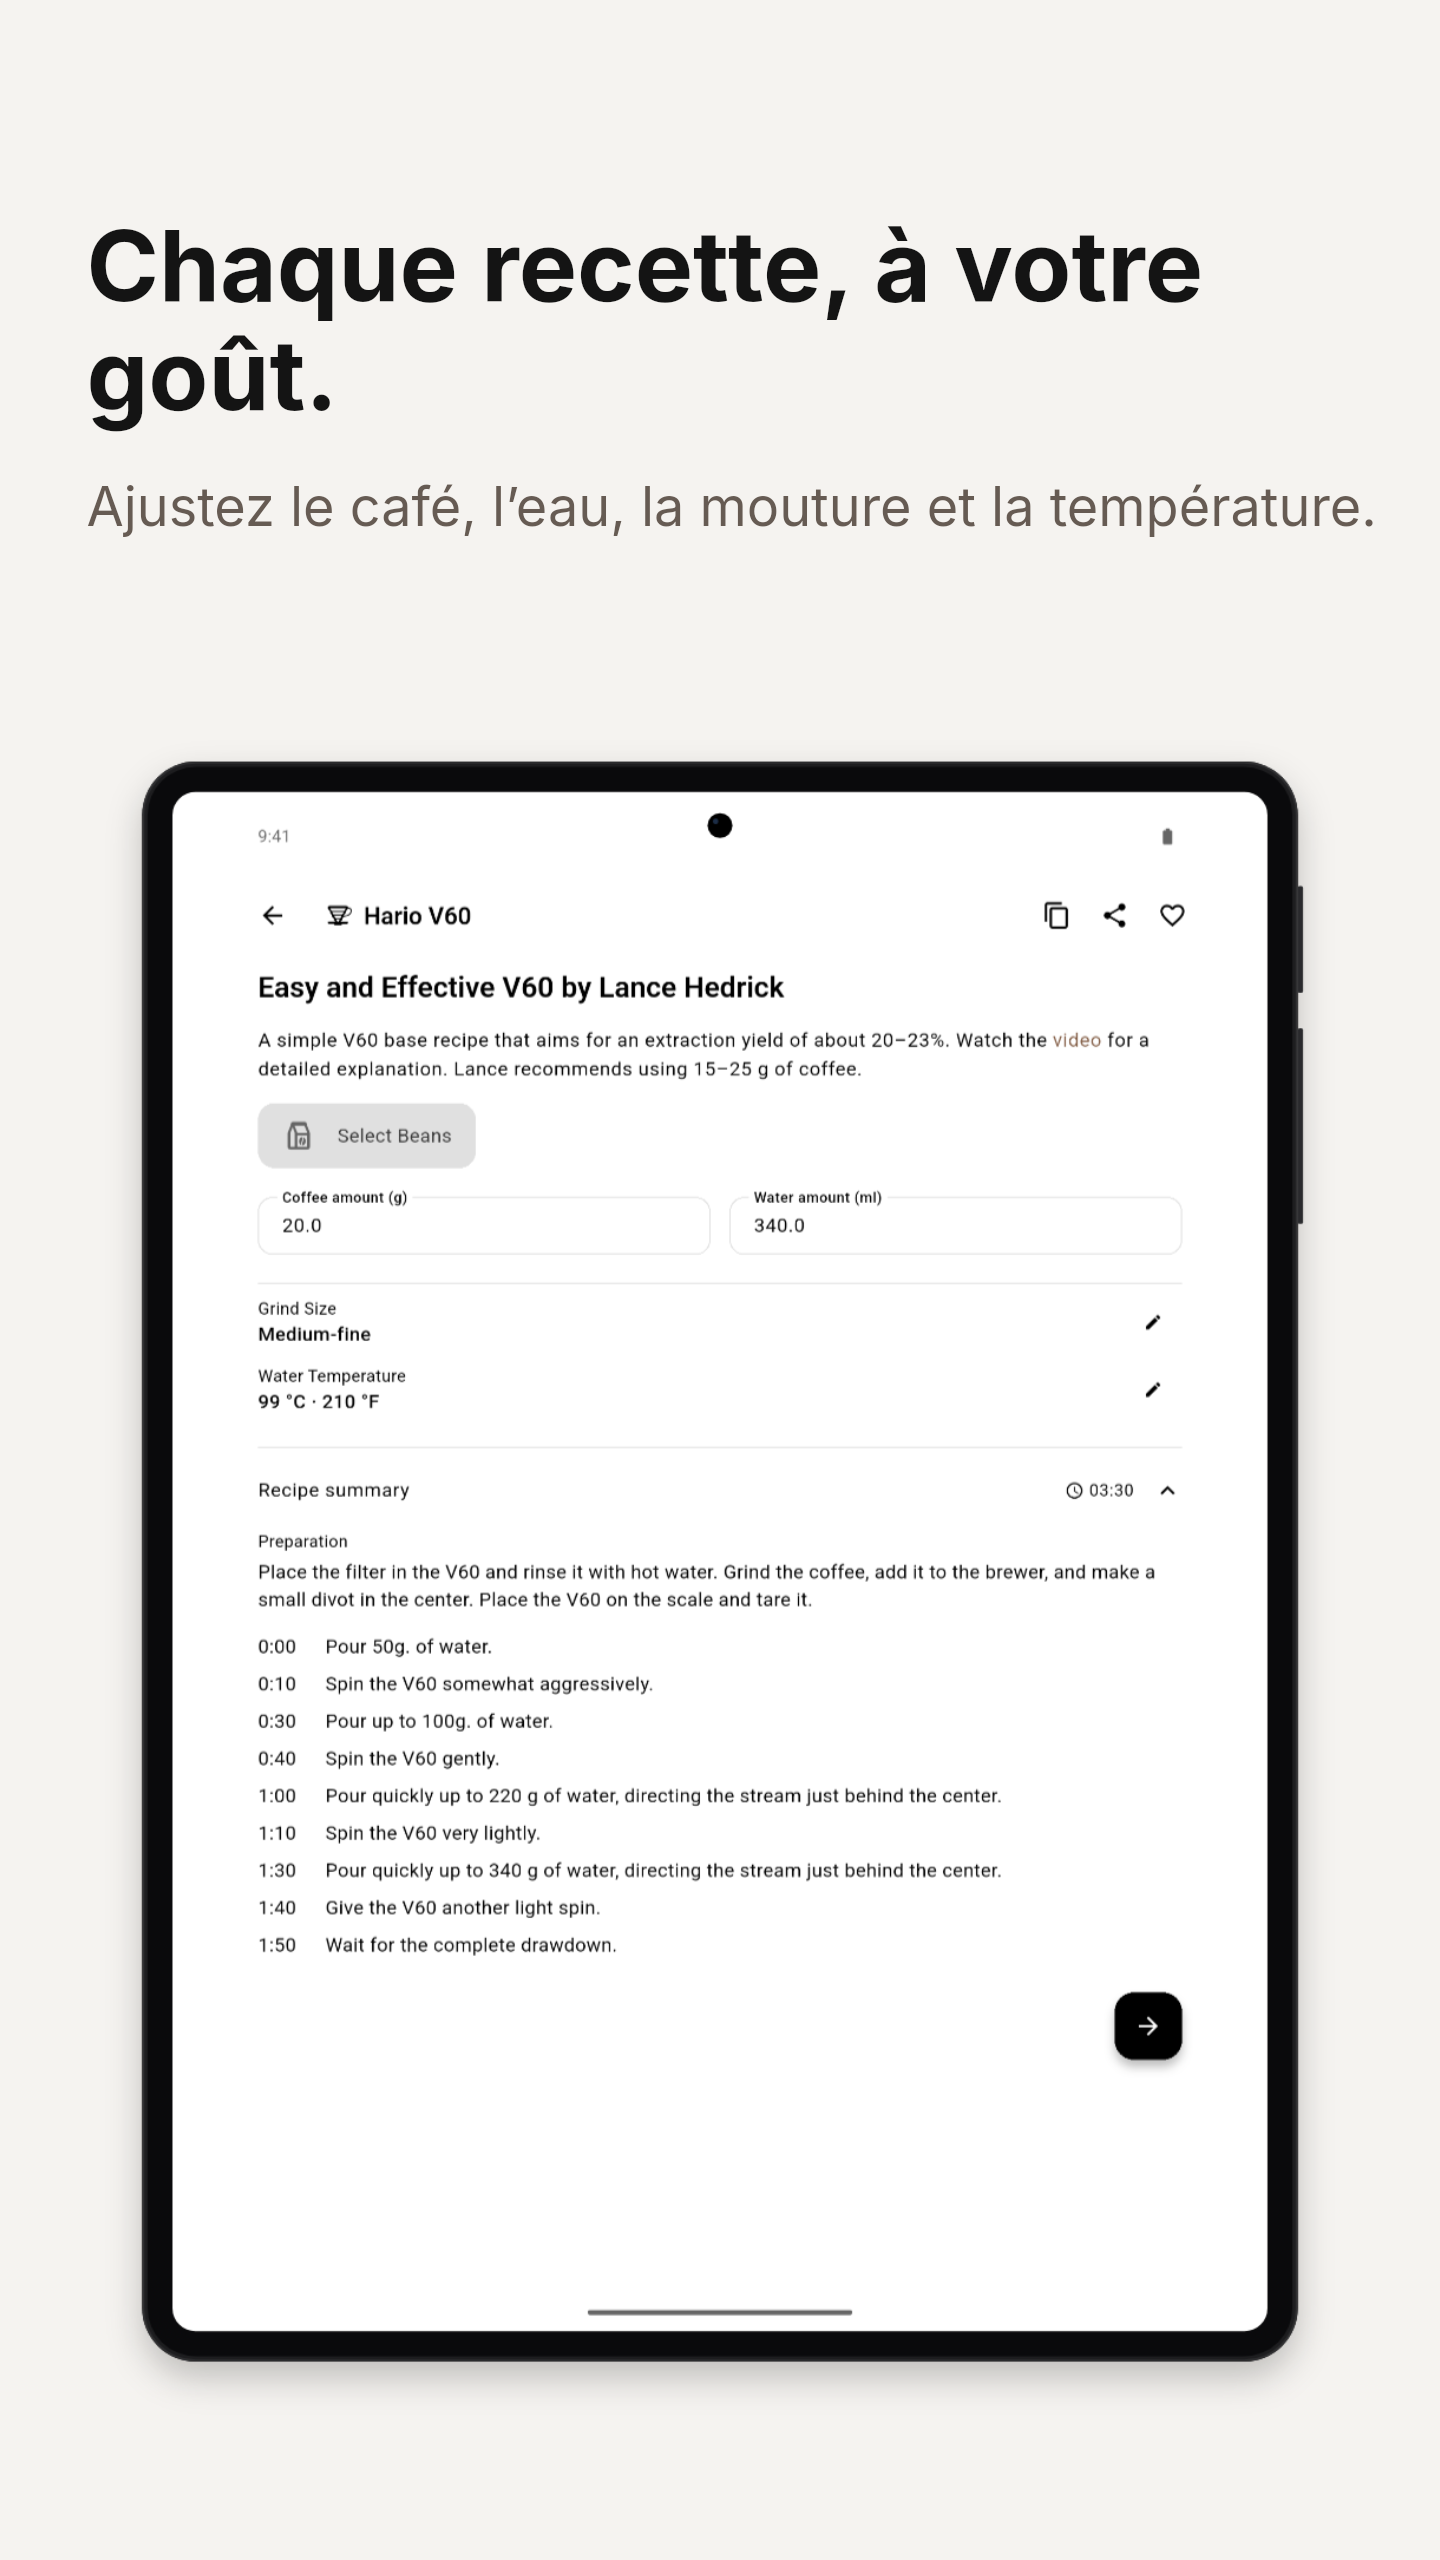 Chaque recette, à votre
goût.
Ajustez le café, l’eau, la mouture et la température.
9:41
Hario V60
Easy and Effective V60 by Lance Hedrick
A simple V60 base recipe that aims for an extraction yield of about 20–23%. Watch the video for a
detailed explanation. Lance recommends using 15–25 g of coffee.
Select Beans
Coffee amount (g)
20.0
Water amount (ml)
340.0
Grind Size
Medium-fine
Water Temperature
99 °C · 210 °F
Recipe summary
03:30
Preparation
Place the filter in the V60 and rinse it with hot water. Grind the coffee, add it to the brewer, and make a
small divot in the center. Place the V60 on the scale and tare it.
0:00 Pour 50g. of water.
0:10 Spin the V60 somewhat aggressively.
0:30 Pour up to 100g. of water.
0:40 Spin the V60 gently.
1:00 Pour quickly up to 220 g of water, directing the stream just behind the center.
1:10 Spin the V60 very lightly.
1:30 Pour quickly up to 340 g of water, directing the stream just behind the center.
1:40 Give the V60 another light spin.
1:50 Wait for the complete drawdown.